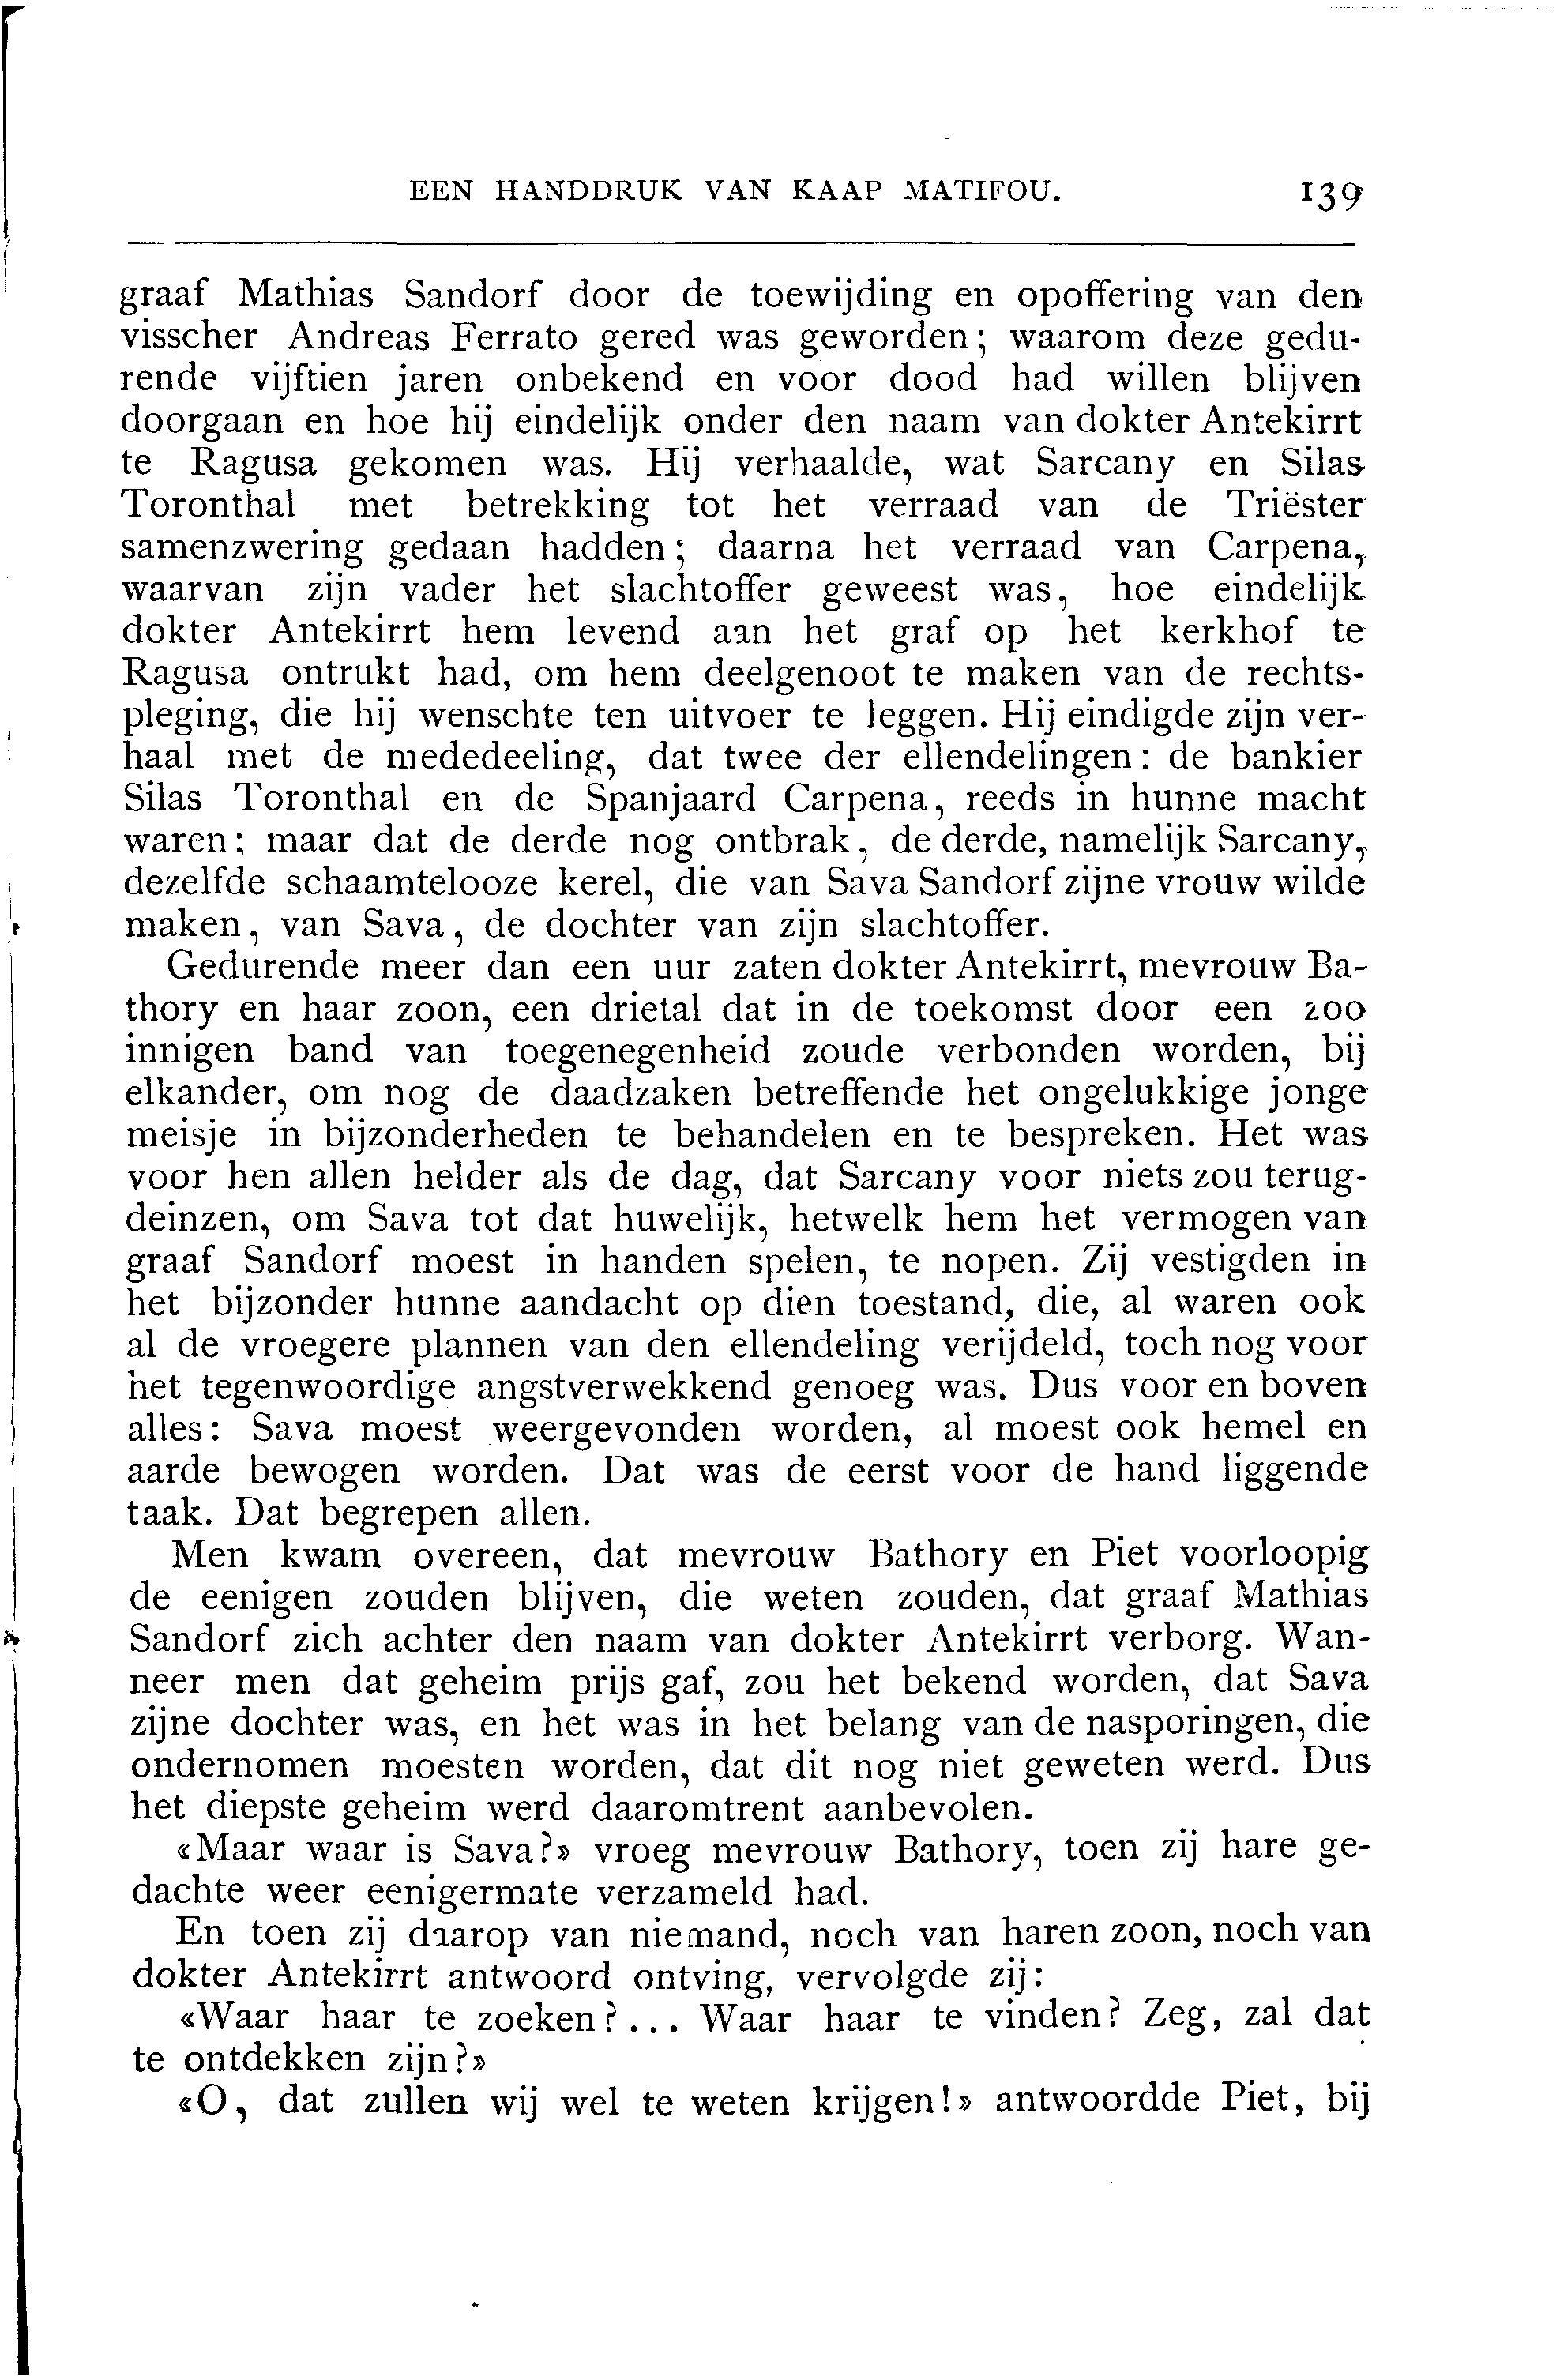 EEN HANDDRUK VAN KAAP MATIFOU. 139
graaf Mathias Sandorf door de toewijding en opoffering van den
visscher Andreas Ferrato gered was geworden; waarom deze gedu-
rende vijftien jaren onbekend en voor dood had willen blijven
doorgaan en hoe hij eindelijk onder den naam van dokter Antekirrt
te Ragusa gekomen was. Hij verhaalde, wat Sarcany en Silas
Toronthal met betrekking tot het verraad van de Triëster
samenzwering gedaan hadden; daarna het verraad van Carpena,
waarvan zijn vader het slachtoffer geweest was, hoe eindelijk
dokter Antekirrt hem levend aan het graf op het kerkhof te
Ragusa ontrukt had, om hem deelgenoot te maken van de rechts-
pleging, die hij wenschte ten uitvoer te leggen. Hij eindigde zijn ver-
haal met de mededeeling, dat twee der ellendelingen: de bankier
Silas Toronthal en de Spanjaard Carpena, reeds in hunne macht
waren; maar dat de derde nog ontbrak, de derde, namelijk Sarcany,
dezelfde schaamtelooze kerel, die van Sava Sandorf zijne vrouw wilde
maken, van Sava, de dochter van zijn slachtoffer.
Gedurende meer dan een uur zaten dokter Antekirrt, mevrouw Ba-
thory en haar zoon, een drietal dat in de toekomst door een zoo
innigen band van toegenegenheid zoude verbonden worden, bij
elkander, om nog de daadzaken betreffende het ongelukkige jonge
meisje in bijzonderheden te behandelen en te bespreken. Het was
voor hen allen helder als de dag, dat Sarcany voor niets zou terug-
deinzen, om Sava tot dat huwelijk, hetwelk hem het vermogen van
graaf Sandorf moest in handen spelen, te nopen. Zij vestigden in
het bijzonder hunne aandacht op dien toestand, die, al waren ook
al de vroegere plannen van den ellendeling verijdeld, toch nog voor
het tegenwoordige angstverwekkend genoeg was. Dus voor en boven
alles: Sava moest weergevonden worden, al moest ook hemel en
aarde bewogen worden. Dat was de eerst voor de hand liggende
taak. Dat begrepen allen.
Men kwam overeen, dat mevrouw Bathory en Piet voorloopig
de eenigen zouden blijven, die weten zouden, dat graaf Mathias
Sandorf zich achter den naam van dokter Antekirrt verborg. Wan-
neer men dat geheim prijs gaf, zou het bekend worden, dat Sava
zijne dochter was, en het was in het belang van de nasporingen, die
ondernomen moesten worden, dat dit nog niet geweten werd. Dus
het diepste geheim werd daaromtrent aanbevolen.
«Maar waar is Sava?» vroeg mevrouw Bathory, toen zij hare ge-
dachte weer eenigermate verzameld had.
En toen zij daarop van niemand, noch van haren zoon, noch van
dokter Antekirrt antwoord ontving, vervolgde zij:
«Waar haar te zoeken?... Waar haar te vinden? Zeg, zal dat
te ontdekken zijn?»
«O, dat zullen wij wel te weten krijgen!» antwoordde Piet, bij